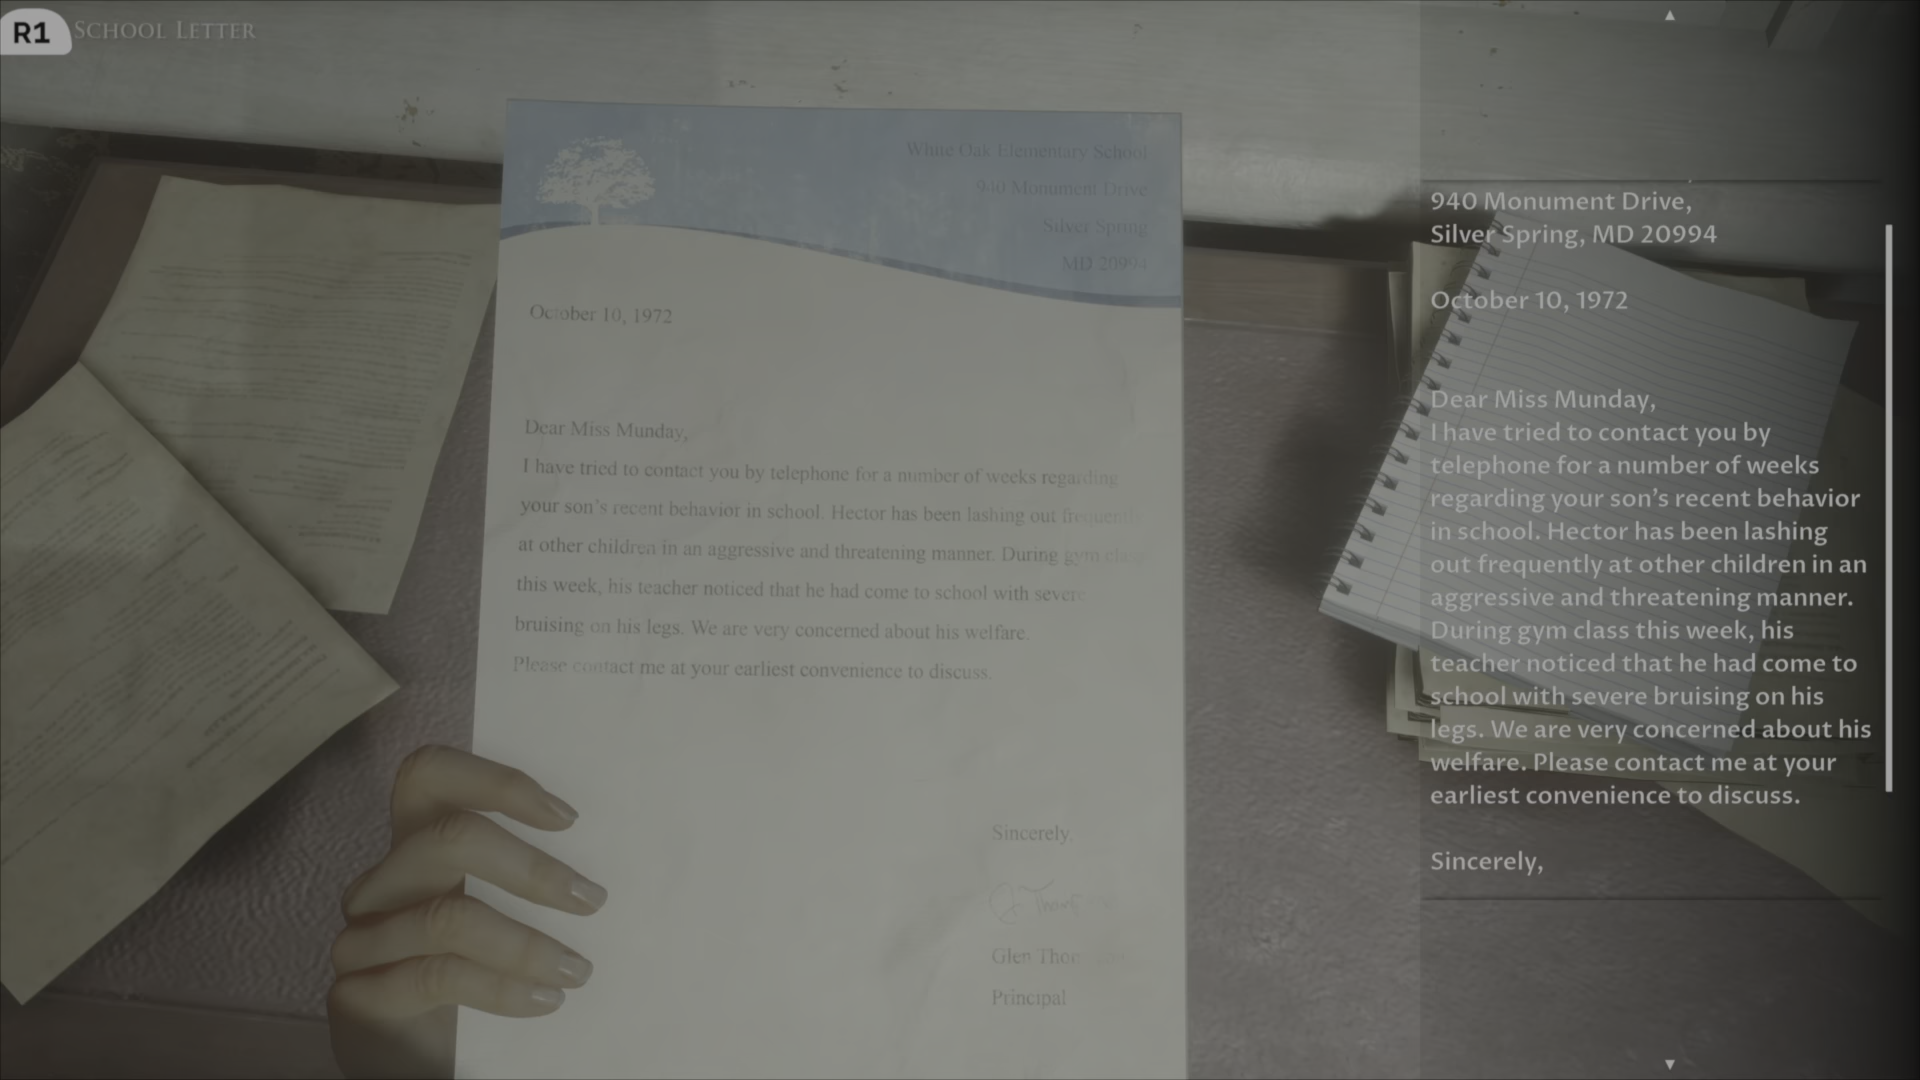 R1 SCHOOL LETTER
White Oak Elementary School
940 Monument Drive
Silver Spring
MD 20994
October 10, 1972
Dear Miss Munday,
I have tried to contact you by telephone for a number of weeks regarding
your son's recent behavior in school. Hector has been lashing out frequently
at other children in an aggressive and threatening manner. During gym class
this week, his teacher noticed that he had come to school with severe
bruising on his legs. We are very concerned about his welfare.
Please contact me at your earliest convenience to discuss.
Sincerely,
Glen
Principal
940 Monument Drive,
Silver Spring, MD 20994
October 10, 1972
Dear Miss Munday,
I have tried to contact you by
telephone for a number of weeks
regarding your son's recent behavior
in school. Hector has been lashing
out frequently at other children in an
aggressive and threatening manner.
During gym class this week, his
teacher noticed that he had come to
school with severe bruising on his
legs. We are very concerned about his
welfare. Please contact me at your
earliest convenience to discuss.
Sincerely,